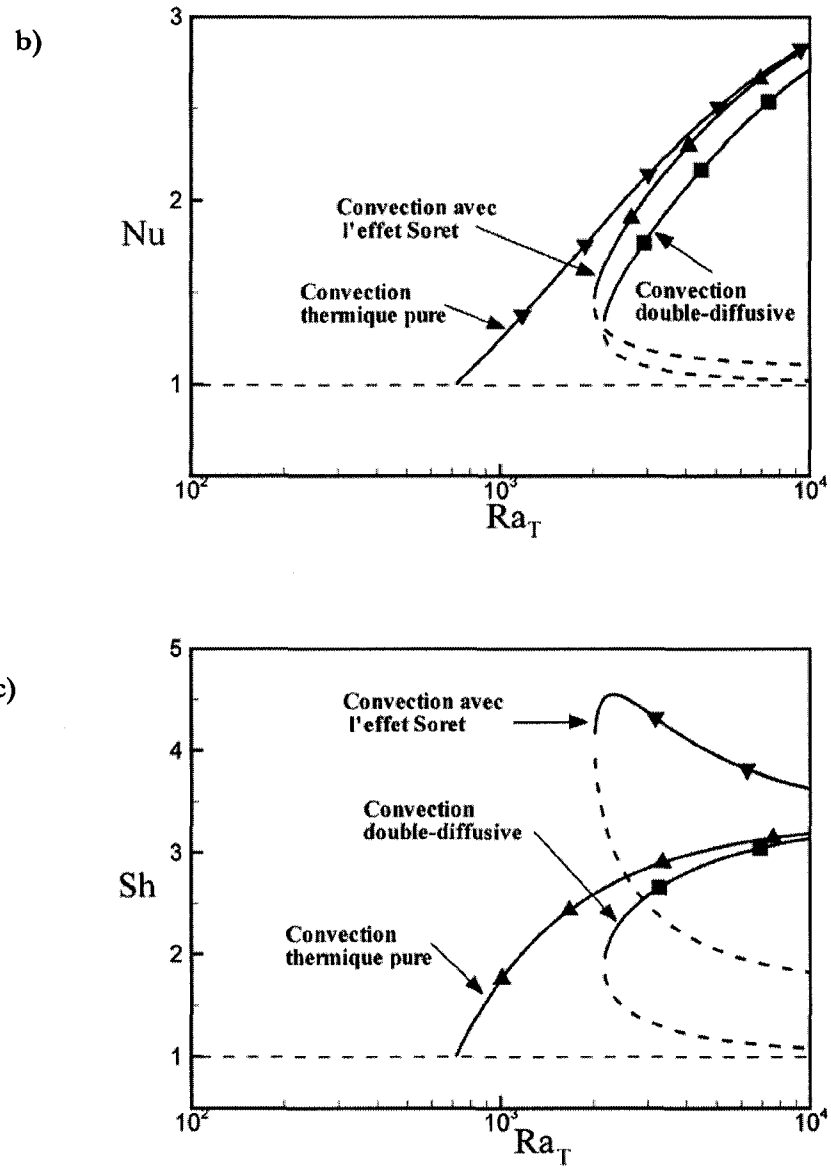 b)
3
2
1
Nu
Convection avec
l'effet Soret
Convection
thermique pure
Convection
double-diffusive
10²
10³
10⁴
Ra_T
c)
5
4
3
2
1
Sh
Convection avec
l'effet Soret
Convection
double-diffusive
Convection
thermique pure
10²
10³
10⁴
Ra_T